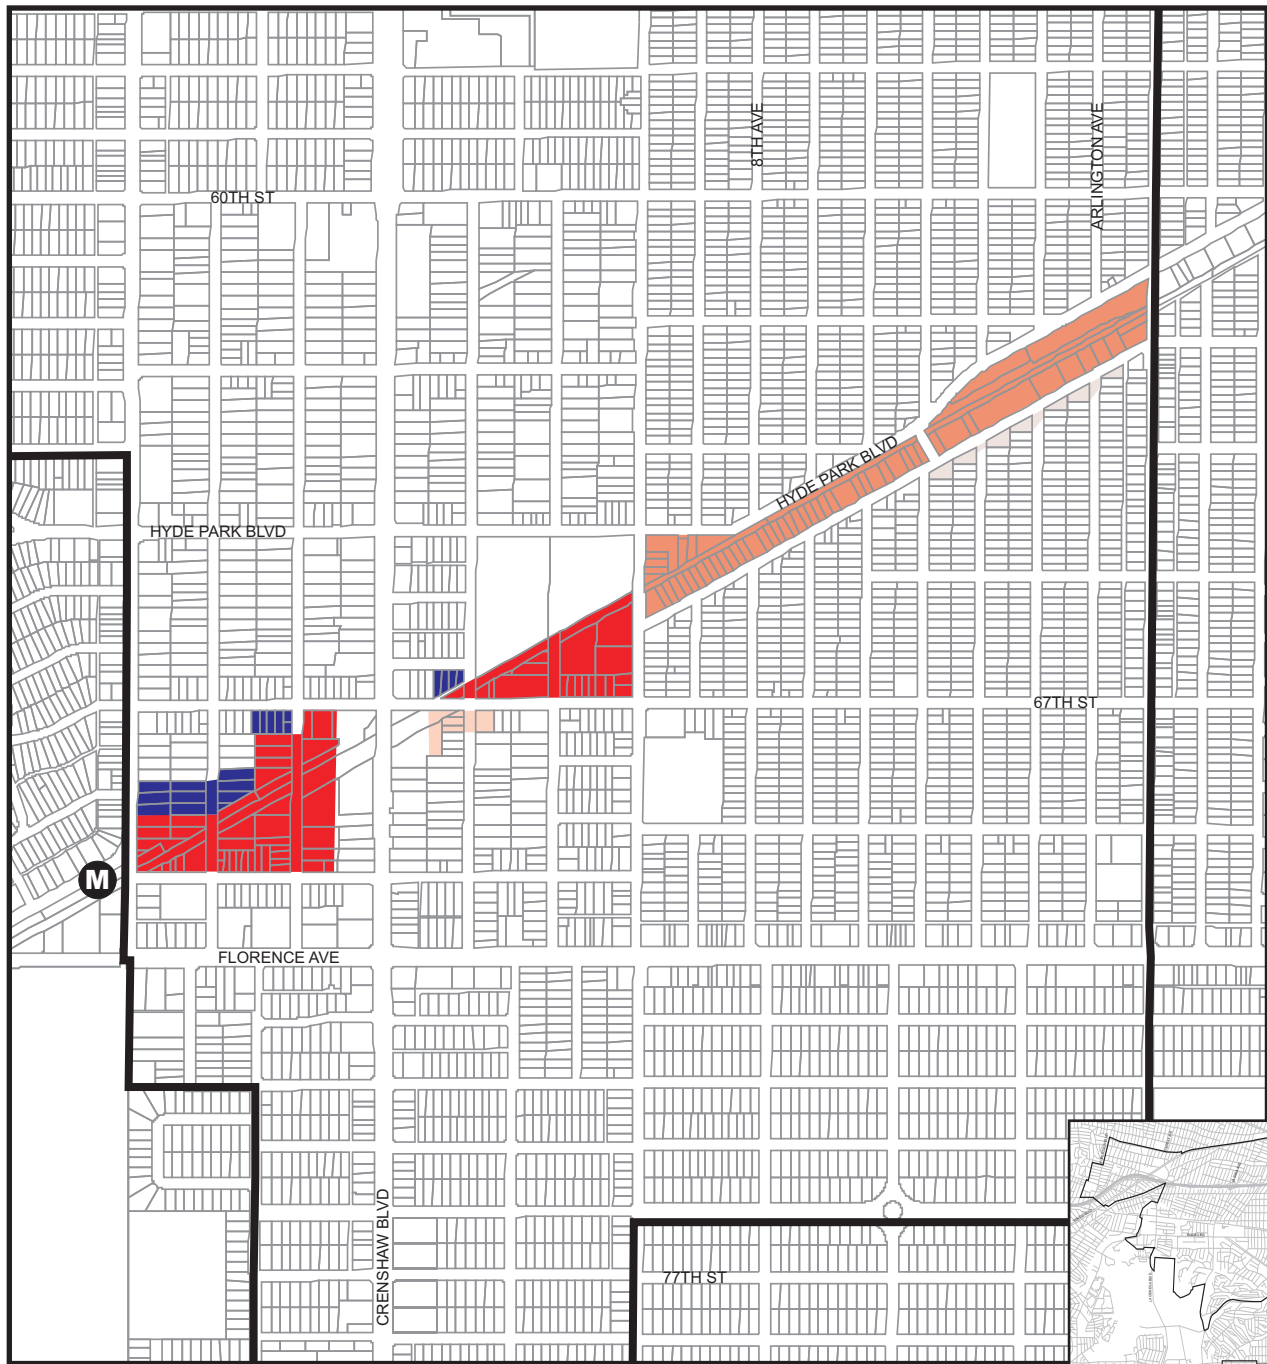 8TH AVE
ARLINGTON AVE
60TH ST
HYDE PARK BLVD
HYDE PARK BLVD
67TH ST
M
FLORENCE AVE
CRENSHAW BLVD
77TH ST